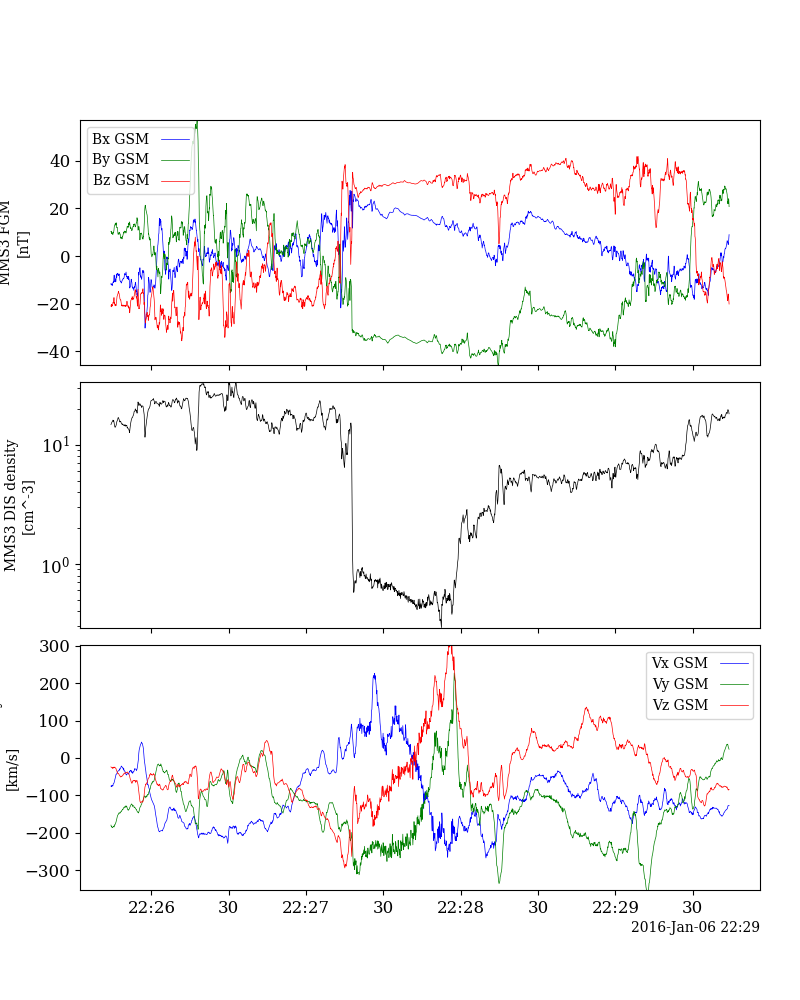 MMS3 FGM
[nT]
40
20
0
−20
−40
Bx GSM
By GSM
Bz GSM
MMS3 DIS density
[cm^-3]
10^1
10^0
[km/s]
300
200
100
0
−100
−200
−300
Vx GSM
Vy GSM
Vz GSM
22:26 30 22:27 30 22:28 30 22:29 30
2016-Jan-06 22:29